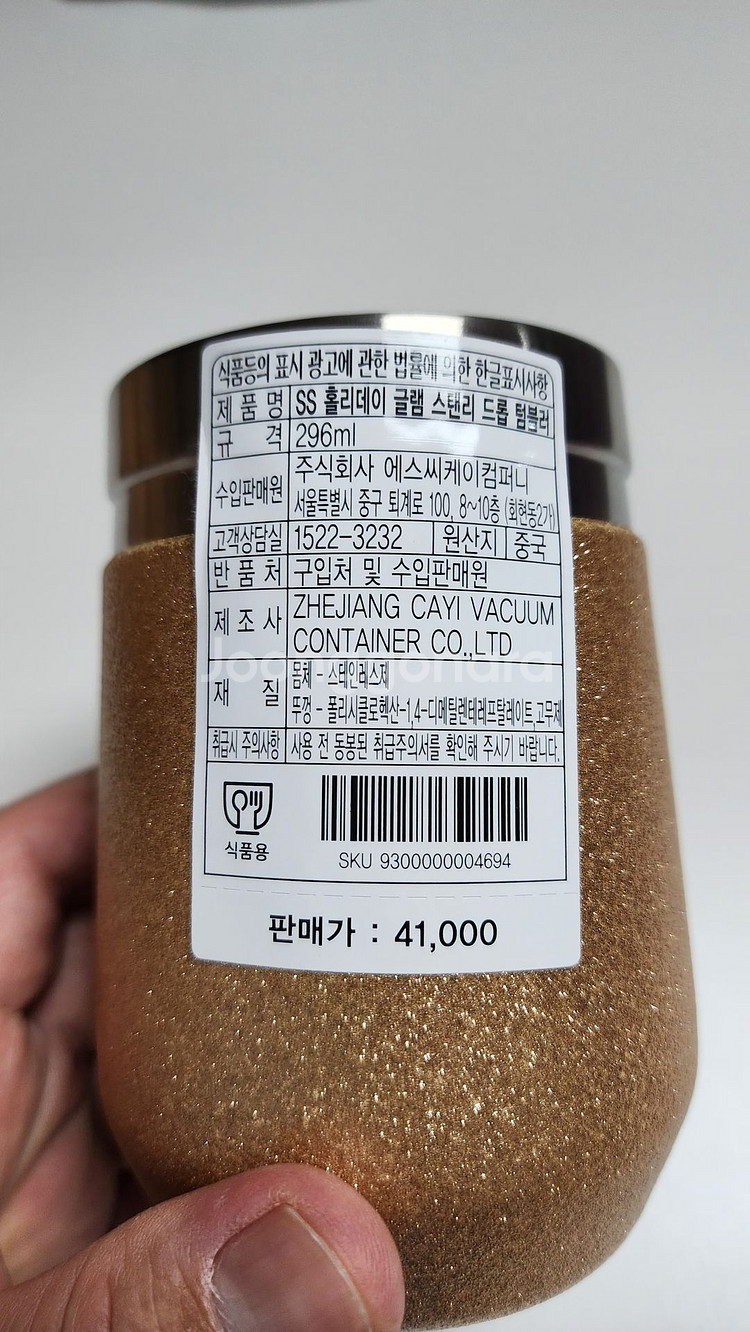 식품등의 표시 광고에 관한 법률에 의한 한글표시사항
제 품 명 SS 홀리데이 글램 스탠리 드롭 텀블러
규 격 296ml
수입판매원 주식회사 에스씨케이컴퍼니
서울특별시 중구 퇴계로 100, 8~10층 (회현동2가)
고객상담실 1522-3232 원산지 중국
반 품 처 구입처 및 수입판매원
제 조 사 ZHEJIANG CAYI VACUUM
CONTAINER CO.,LTD
재 질 몸체 - 스테인레스제
뚜껑 - 폴리시클로헥산-1,4-디메틸렌테레프탈레이트,고무제
취급시 주의사항 사용 전 동봉된 취급주의서를 확인해 주시기 바랍니다.
식품용
SKU 9300000004694
판매가 : 41,000
Joonggonara